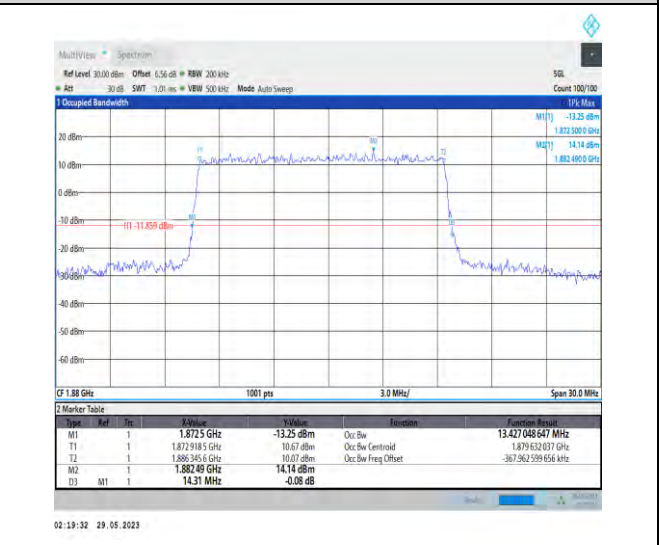 MultiView Spectrum
Ref Level 30.00 dBm Offset 6.56 dB RBW 200 kHz SGL
Att 30 dB SWT 1.01 ms VBW 500 kHz Mode Auto Sweep Count 100/100
1 Occupied Bandwidth 1Pk Max
M1[1] -13.25 dBm
1.872 500 0 GHz
M2[1] 14.14 dBm
1.882 490 0 GHz
20 dBm
M2
T1 T2
10 dBm
0 dBm
-10 dBm
M1
H1 -11.859 dBm
D3
-20 dBm
-30 dBm
-40 dBm
-50 dBm
-60 dBm
CF 1.88 GHz 1001 pts 3.0 MHz/ Span 30.0 MHz
2 Marker Table
Type Ref Trc X-Value Y-Value Function Function Result
M1 1 1.8725 GHz -13.25 dBm Occ Bw 13.427 048 647 MHz
T1 1 1.872 918 5 GHz 10.67 dBm Occ Bw Centroid 1.879 632 037 GHz
T2 1 1.886 345 6 GHz 10.07 dBm Occ Bw Freq Offset -367.962 599 656 kHz
M2 1 1.88249 GHz 14.14 dBm
D3 M1 1 14.31 MHz -0.08 dB
02:19:32 29.05.2023